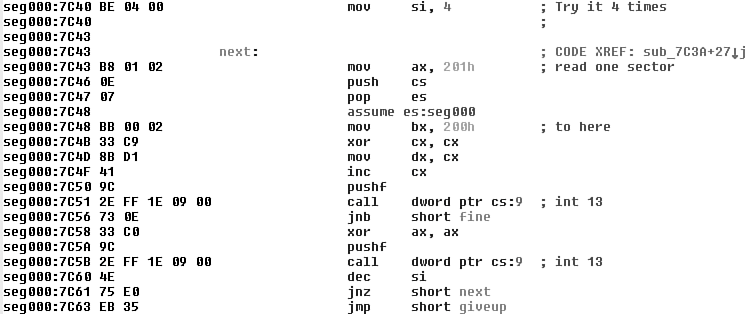 seg000:7C40 BE 04 00 mov si, 4 ; Try it 4 times
seg000:7C40 ;
seg000:7C43
seg000:7C43 next: ; CODE XREF: sub_7C3A+27↓j
seg000:7C43 B8 01 02 mov ax, 201h ; read one sector
seg000:7C46 0E push cs
seg000:7C47 07 pop es
seg000:7C48 assume es:seg000
seg000:7C48 BB 00 02 mov bx, 200h ; to here
seg000:7C4B 33 C9 xor cx, cx
seg000:7C4D 8B D1 mov dx, cx
seg000:7C4F 41 inc cx
seg000:7C50 9C pushf
seg000:7C51 2E FF 1E 09 00 call dword ptr cs:9 ; int 13
seg000:7C56 73 0E jnb short fine
seg000:7C58 33 C0 xor ax, ax
seg000:7C5A 9C pushf
seg000:7C5B 2E FF 1E 09 00 call dword ptr cs:9 ; int 13
seg000:7C60 4E dec si
seg000:7C61 75 E0 jnz short next
seg000:7C63 EB 35 jmp short giveup